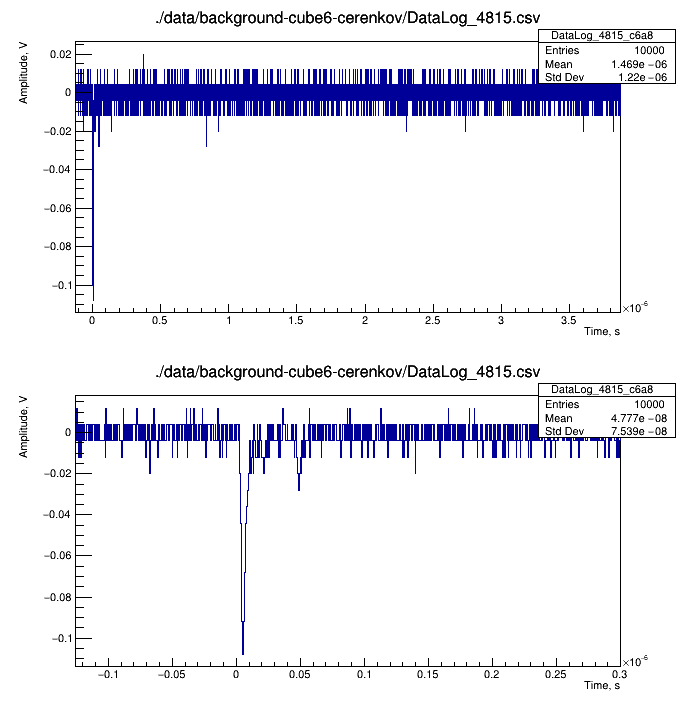 ./data/background-cube6-cerenkov/DataLog_4815.csv
DataLog_4815_c6a8
Entries 10000
Mean 1.469e −06
Std Dev 1.22e −06
Amplitude, V
0.02
0
−0.02
−0.04
−0.06
−0.08
−0.1
0 0.5 1 1.5 2 2.5 3 3.5
×10-6
Time, s
./data/background-cube6-cerenkov/DataLog_4815.csv
DataLog_4815_c6a8
Entries 10000
Mean 4.777e −08
Std Dev 7.539e −08
Amplitude, V
0
−0.02
−0.04
−0.06
−0.08
−0.1
−0.1 −0.05 0 0.05 0.1 0.15 0.2 0.25 0.3
×10-6
Time, s